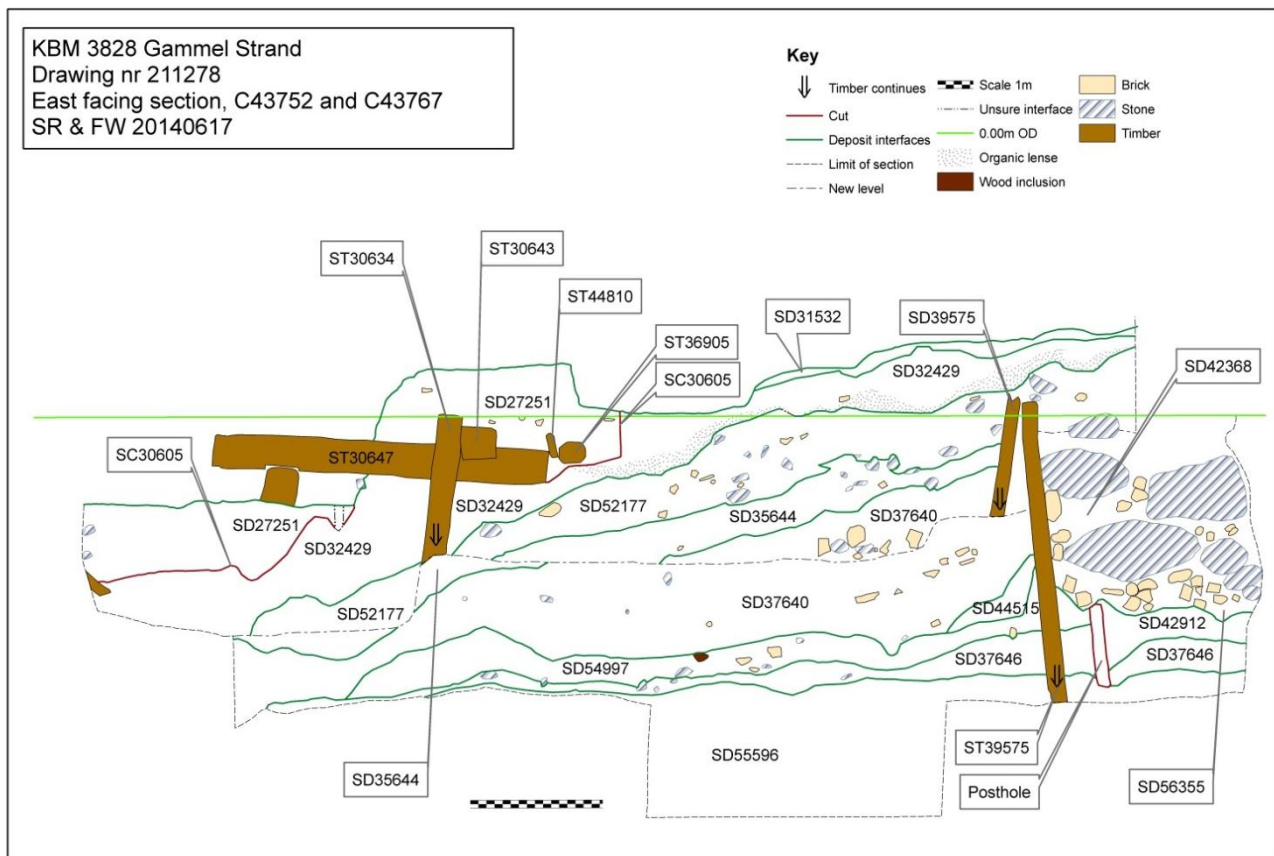 KBM 3828 Gammel Strand
Drawing nr 211278
East facing section, C43752 and C43767
SR & FW 20140617
Key
Timber continues
Cut
Deposit interfaces
Limit of section
New level
Scale 1m
Unsure interface
0.00m OD
Organic lense
Wood inclusion
Brick
Stone
Timber
ST30634
ST30643
ST44810
ST36905
SC30605
SD31532
SD39575
SD42368
SD32429
SD27251
SC30605
ST30647
SD27251
SD32429
SD32429
SD52177
SD35644
SD37640
SD52177
SD37640
SD44515
SD42912
SD54997
SD37646
SD37646
SD55596
SD35644
ST39575
Posthole
SD56355